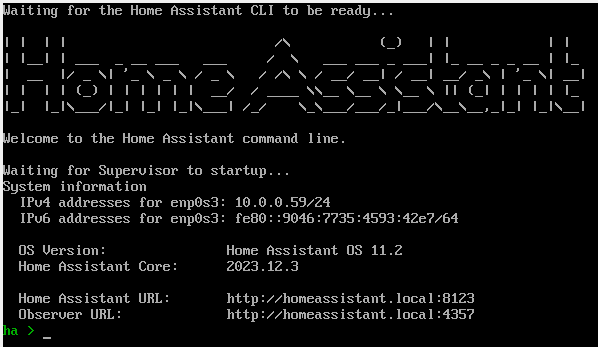 Waiting for the Home Assistant CLI to be ready...
Home Assistant
Welcome to the Home Assistant command line.
Waiting for Supervisor to startup...
System information
IPv4 addresses for enp0s3: 10.0.0.59/24
IPv6 addresses for enp0s3: fe80::9046:7735:4593:42e7/64
OS Version: Home Assistant OS 11.2
Home Assistant Core: 2023.12.3
Home Assistant URL: http://homeassistant.local:8123
Observer URL: http://homeassistant.local:4357
ha > _